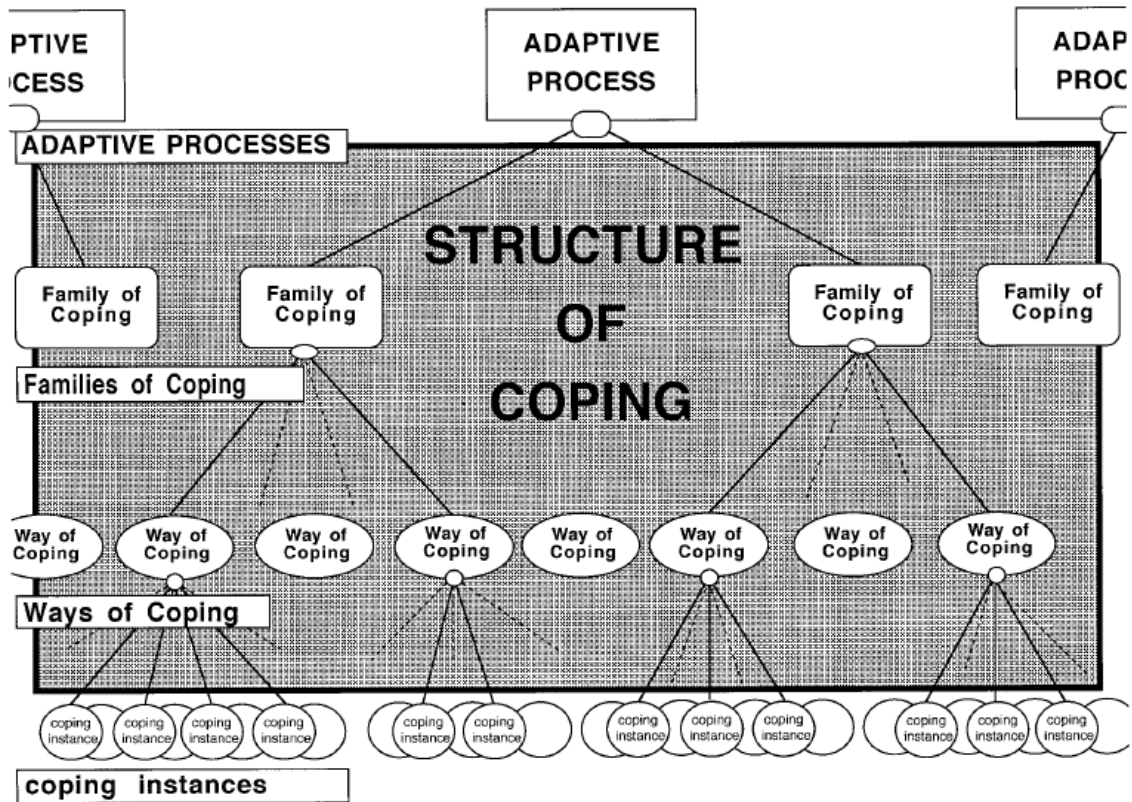 PTIVE
CESS
ADAPTIVE
PROCESS
ADAP
PROC
ADAPTIVE PROCESSES
STRUCTURE
OF
COPING
Family of
Coping
Family of
Coping
Family of
Coping
Family of
Coping
Families of Coping
Way of
Coping
Way of
Coping
Way of
Coping
Way of
Coping
Way of
Coping
Way of
Coping
Way of
Coping
Way of
Coping
Ways of Coping
coping
instance
coping
instance
coping
instance
coping
instance
coping
instance
coping
instance
coping
instance
coping
instance
coping
instance
coping
instance
coping
instance
coping
instance
coping instances